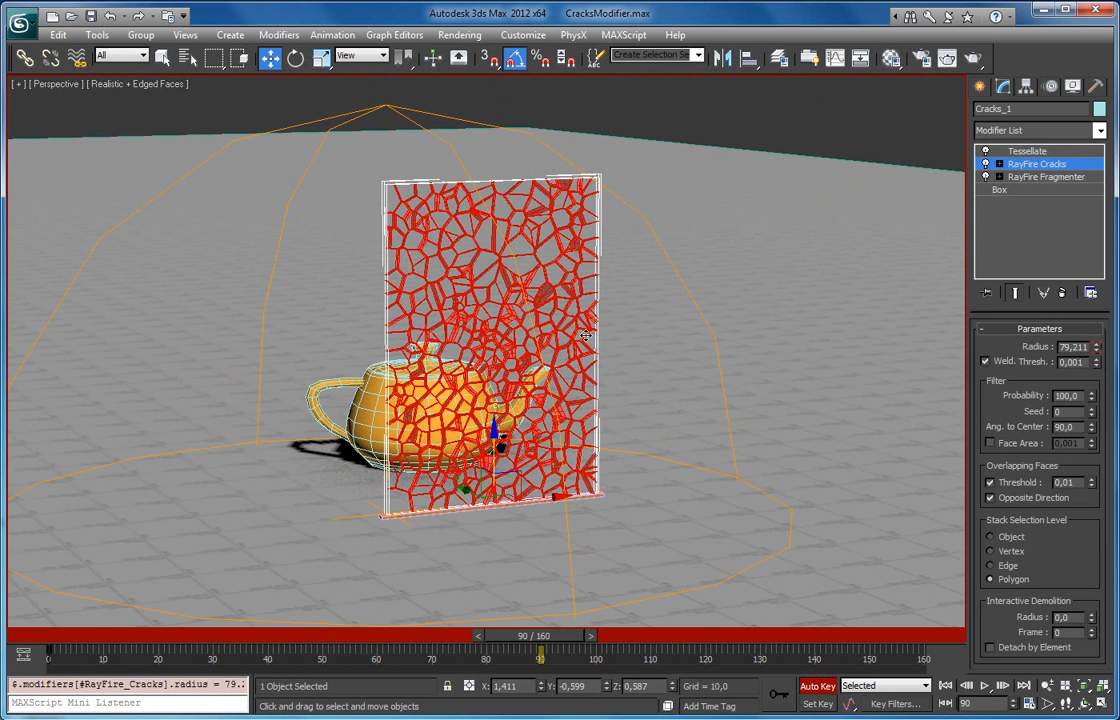 Autodesk 3ds Max 2012 x64 CracksModifier.max
Edit Tools Group Views Create Modifiers Animation Graph Editors Rendering Customize PhysX MAXScript Help
All View Create Selection Se
[ + ] [ Perspective ] [ Realistic + Edged Faces ]
Cracks_1
Modifier List
Tessellate
RayFire Cracks
RayFire Fragmenter
Box
Parameters
Radius : 79,211
Weld. Thresh.: 0,001
Filter
Probability : 100,0
Seed : 0
Ang. to Center : 90,0
Face Area : 0,001
Overlapping Faces
Threshold : 0,01
Opposite Direction
Stack Selection Level
Object
Vertex
Edge
Polygon
Interactive Demolition
Radius : 0,0
Frame : 0
Detach by Element
< 90 / 160 >
0 10 20 30 40 50 60 70 80 90 100 110 120 130 140 150 160
$.modifiers[#RayFire_Cracks].radius = 79.
MAXScript Mini Listener
1 Object Selected
X: 1,411 Y: -0,599 Z: 0,587 Grid = 10,0
Click and drag to select and move objects
Add Time Tag
Auto Key Selected
Set Key Key Filters... 90